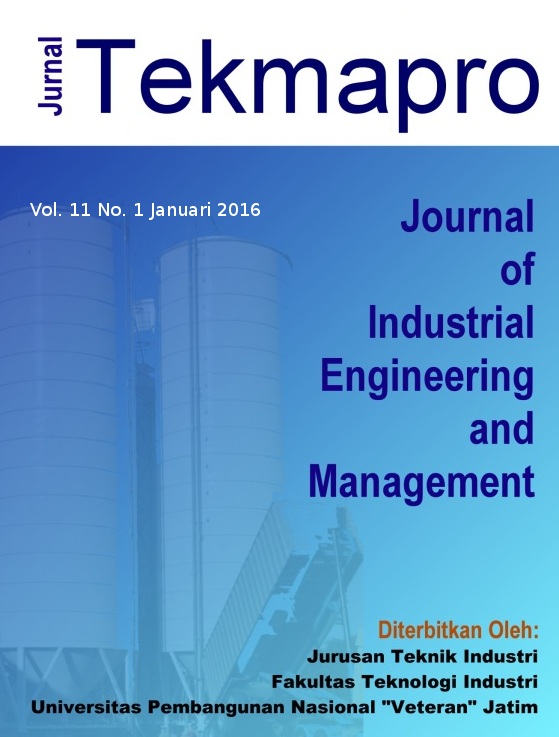 Jurnal
Tekmapro
Vol. 11 No. 1 Januari 2016
Journal
of
Industrial
Engineering
and
Management
Diterbitkan Oleh:
Jurusan Teknik Industri
Fakultas Teknologi Industri
Universitas Pembangunan Nasional "Veteran" Jatim